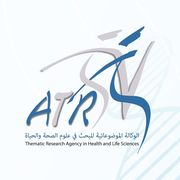 ATRSSV
الوكالة الموضوعاتية للبحث في علوم الصحة والحياة
Thematic Research Agency in Health and Life Sciences